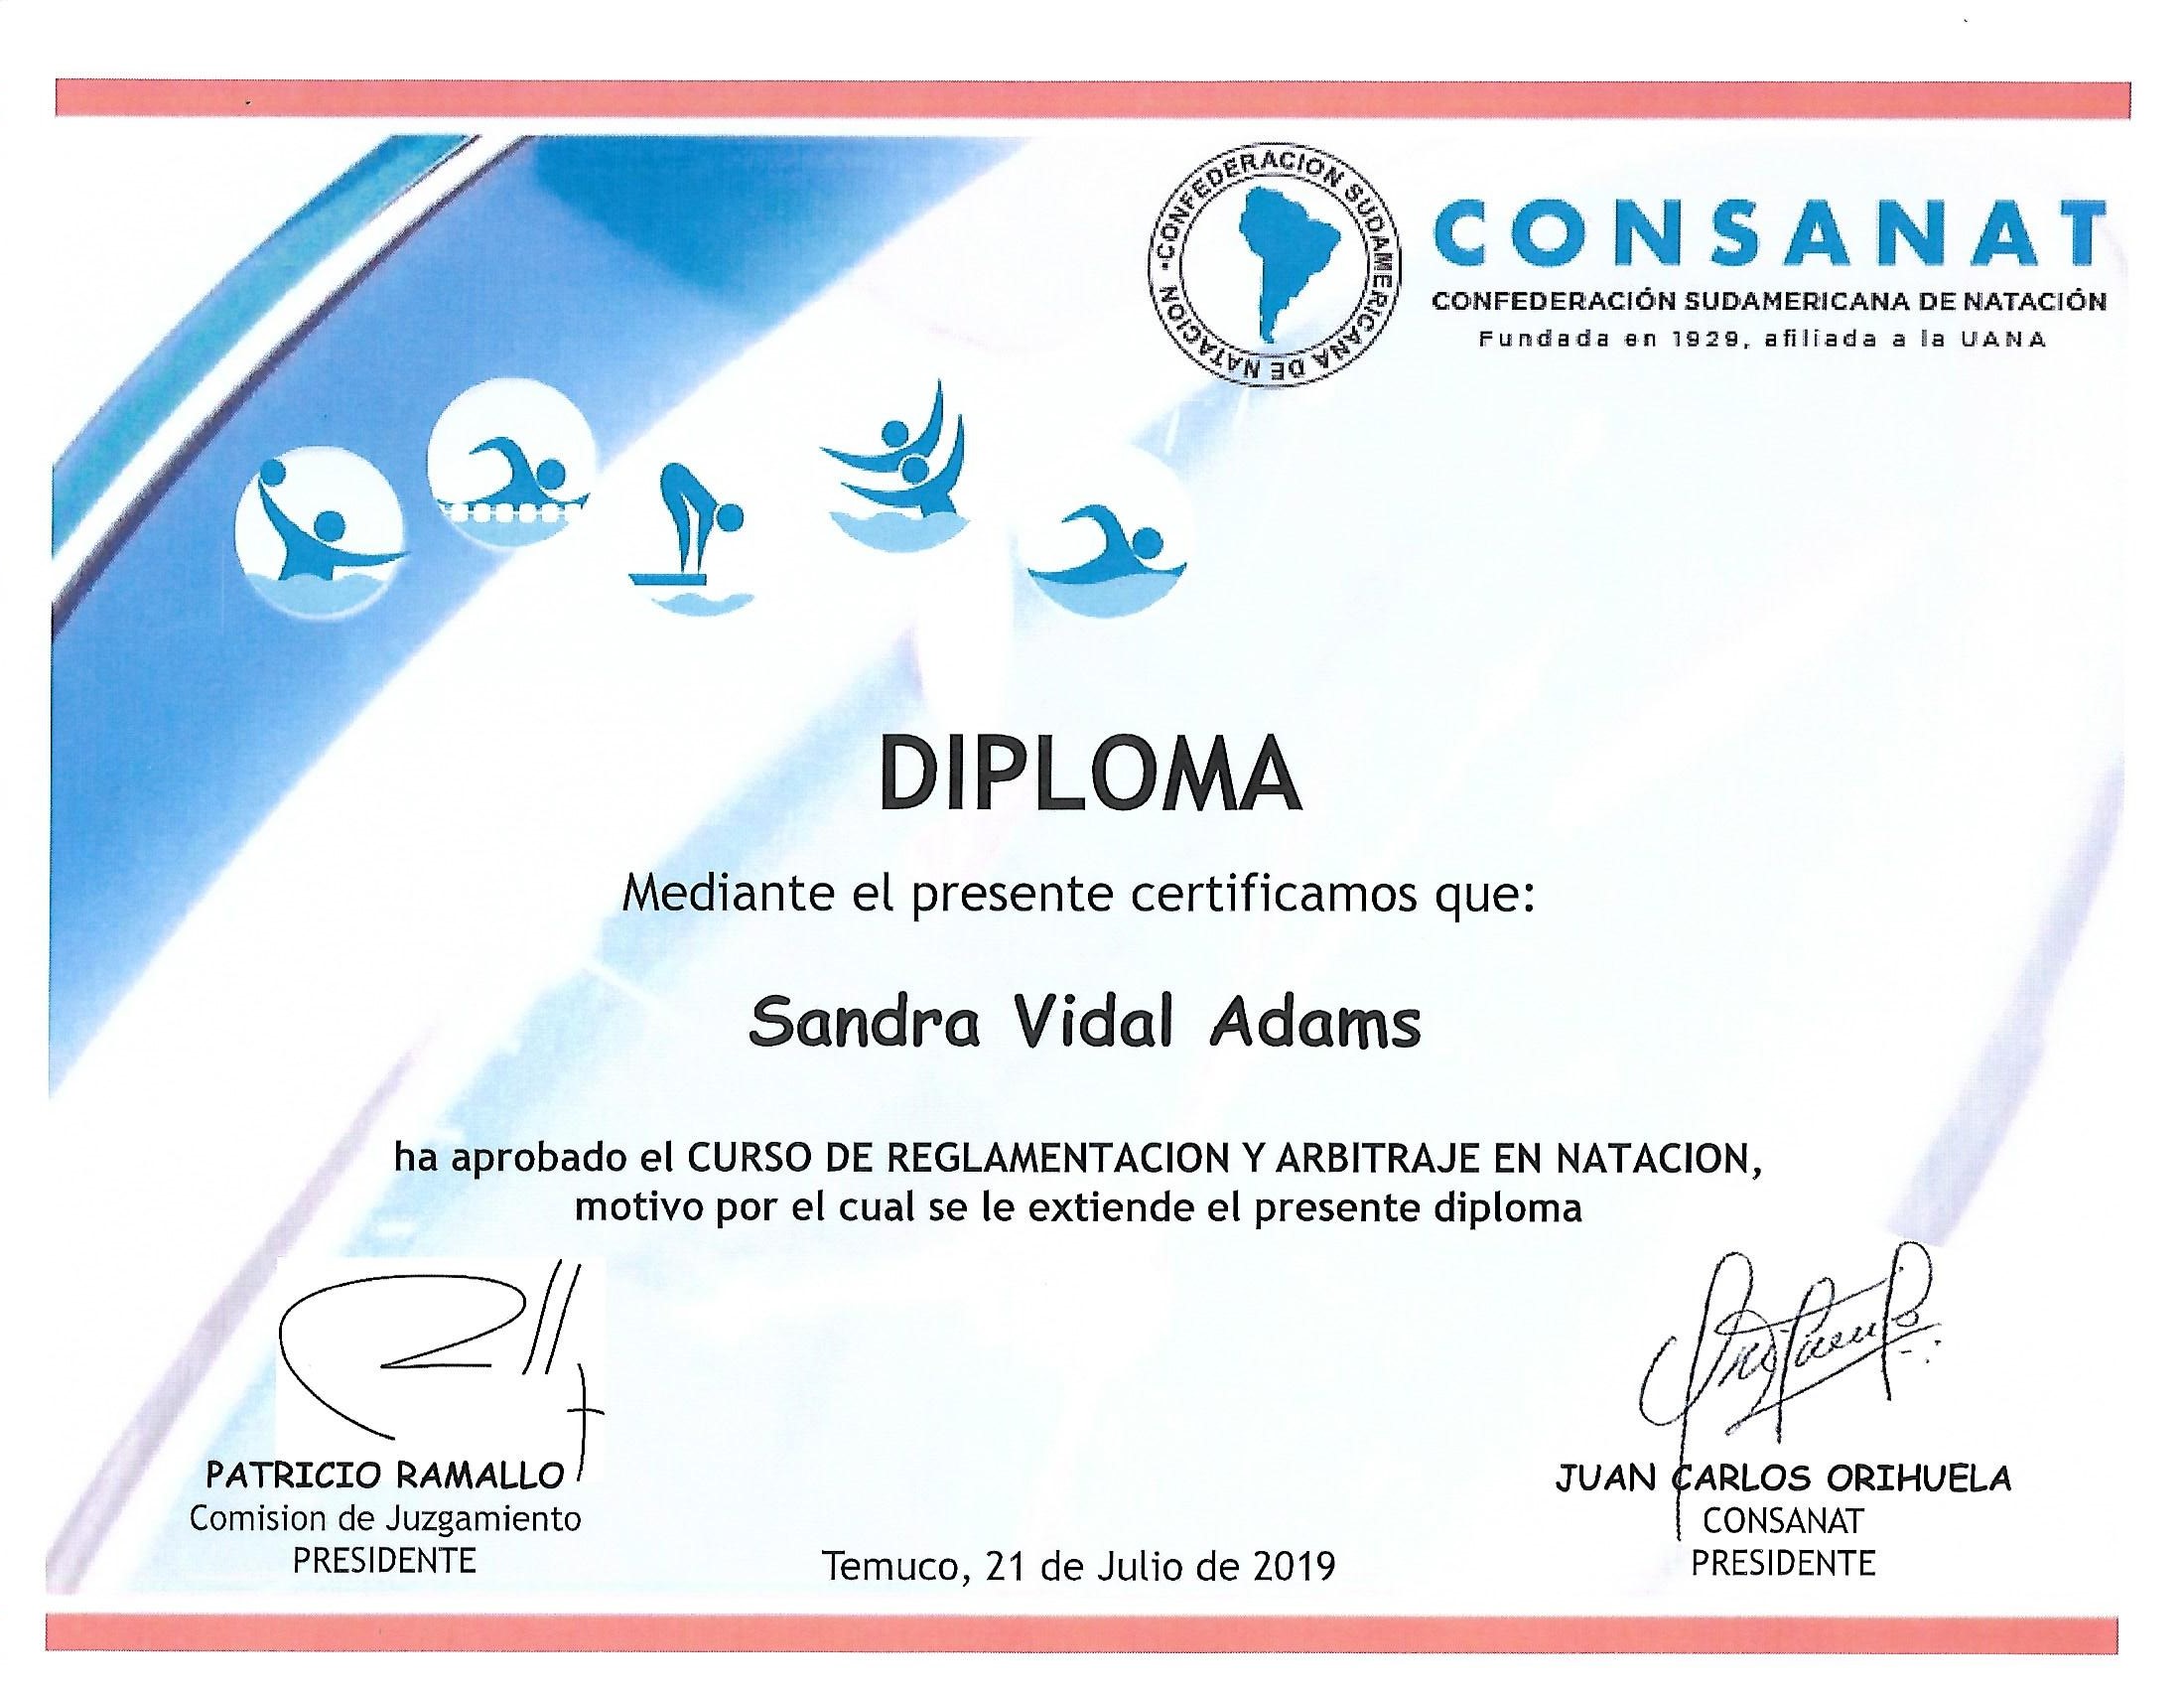 ·CONFEDERACION SUDAMERICANA DE NATACION
CONSANAT
CONFEDERACIÓN SUDAMERICANA DE NATACIÓN
Fundada en 1929, afiliada a la UANA
DIPLOMA
Mediante el presente certificamos que:
Sandra Vidal Adams
ha aprobado el CURSO DE REGLAMENTACION Y ARBITRAJE EN NATACION,
motivo por el cual se le extiende el presente diploma
PATRICIO RAMALLO
Comision de Juzgamiento
PRESIDENTE
Temuco, 21 de Julio de 2019
JUAN CARLOS ORIHUELA
CONSANAT
PRESIDENTE